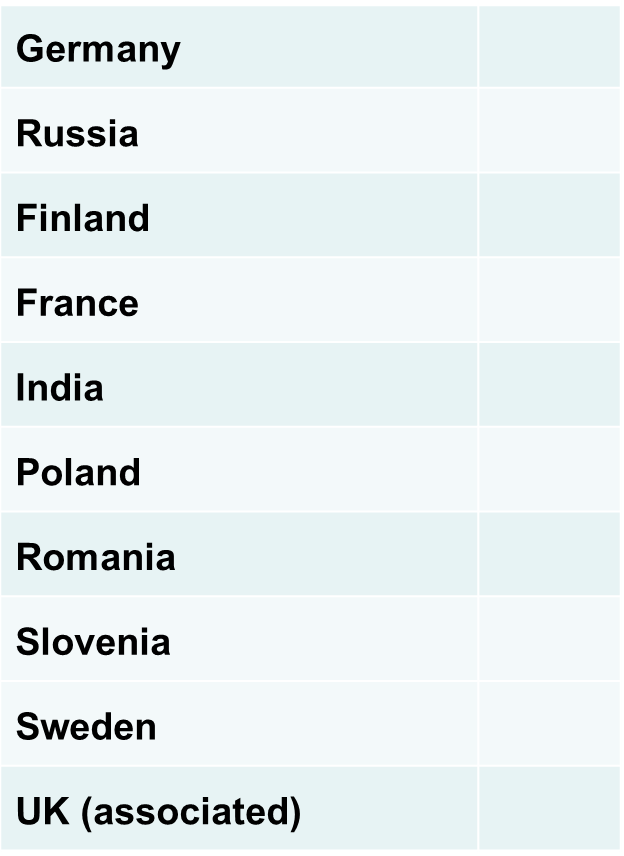 Germany
Russia
Finland
France
India
Poland
Romania
Slovenia
Sweden
UK (associated)